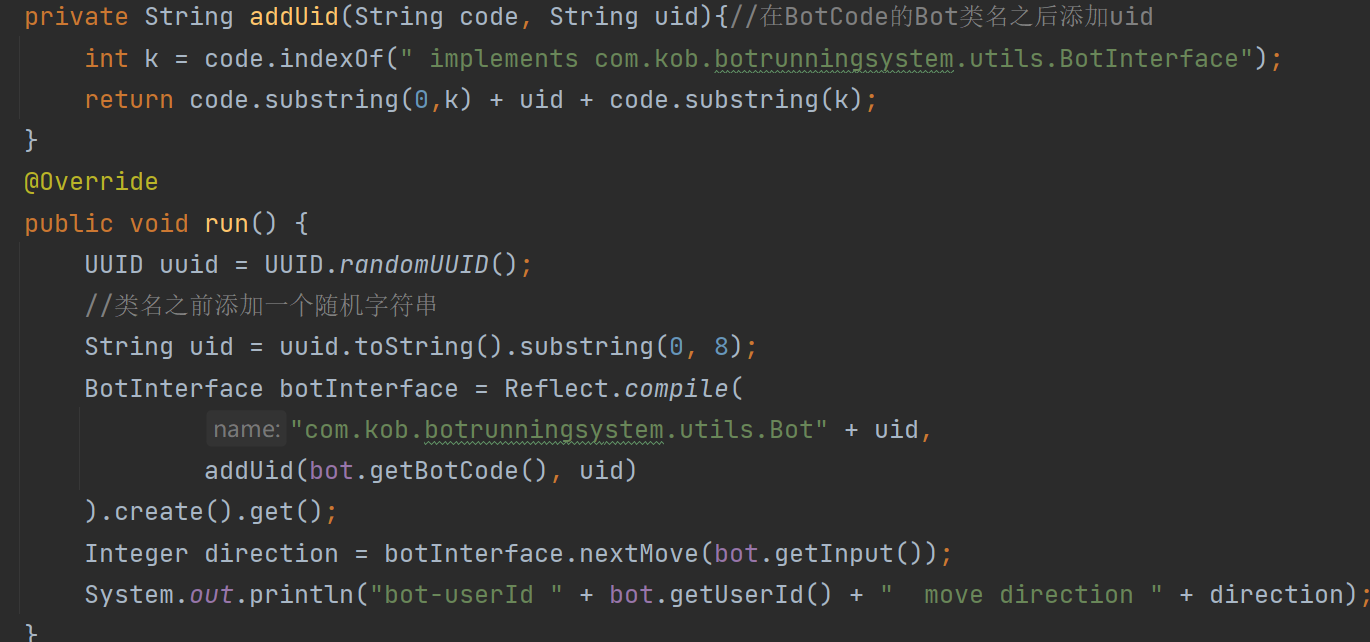 private String addUid(String code, String uid){//在BotCode的Bot类名之后添加uid
int k = code.indexOf(" implements com.kob.botrunningsystem.utils.BotInterface");
return code.substring(0,k) + uid + code.substring(k);
}
@Override
public void run() {
UUID uuid = UUID.randomUUID();
//类名之前添加一个随机字符串
String uid = uuid.toString().substring(0, 8);
BotInterface botInterface = Reflect.compile(
name: "com.kob.botrunningsystem.utils.Bot" + uid,
addUid(bot.getBotCode(), uid)
).create().get();
Integer direction = botInterface.nextMove(bot.getInput());
System.out.println("bot-userId " + bot.getUserId() + "  move direction " + direction);
}